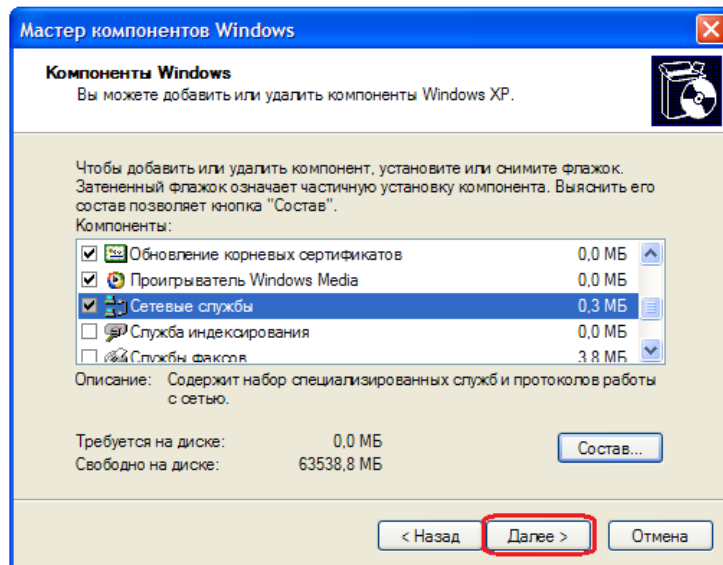 Мастер компонентов Windows
Компоненты Windows
Вы можете добавить или удалить компоненты Windows XP.
Чтобы добавить или удалить компонент, установите или снимите флажок.
Затененный флажок означает частичную установку компонента. Выяснить его
состав позволяет кнопка "Состав".
Компоненты:
Обновление корневых сертификатов 0,0 МБ
Проигрыватель Windows Media 0,0 МБ
Сетевые службы 0,3 МБ
Служба индексирования 0,0 МБ
Службы факсов 3,8 МБ
Описание: Содержит набор специализированных служб и протоколов работы
с сетью.
Требуется на диске: 0,0 МБ
Состав...
Свободно на диске: 63538,8 МБ
< Назад Далее > Отмена